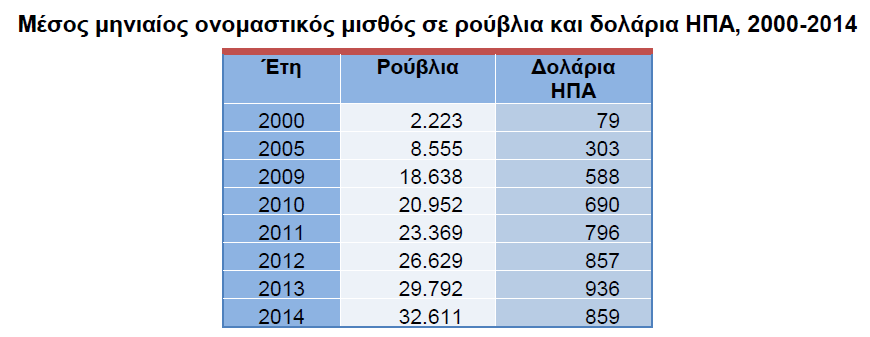 Μέσος μηνιαίος ονομαστικός μισθός σε ρούβλια και δολάρια ΗΠΑ, 2000-2014
Έτη Ρούβλια Δολάρια ΗΠΑ
2000 2.223 79
2005 8.555 303
2009 18.638 588
2010 20.952 690
2011 23.369 796
2012 26.629 857
2013 29.792 936
2014 32.611 859